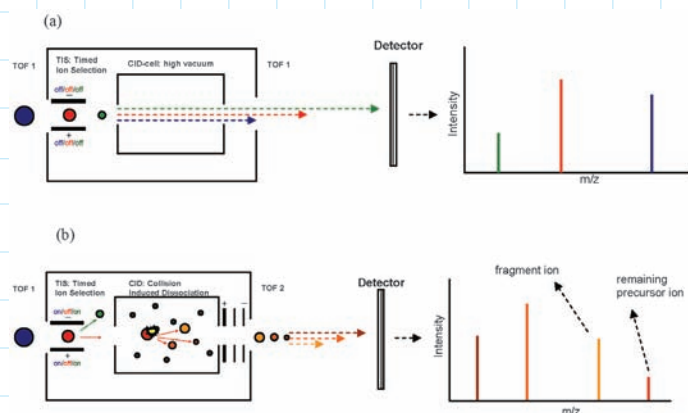 (a)
Detector
TOF 1
TIS: Timed
Ion Selection
CID-cell: high vacuum
TOF 1
off/off/off
−
+
off/off/off
Intensity
m/z
(b)
TOF 1
TIS: Timed
Ion Selection
CID: Collision
Induced Dissociation
TOF 2
Detector
on/off/on
−
+
on/off/on
+ −
fragment ion
remaining
precursor ion
Intensity
m/z